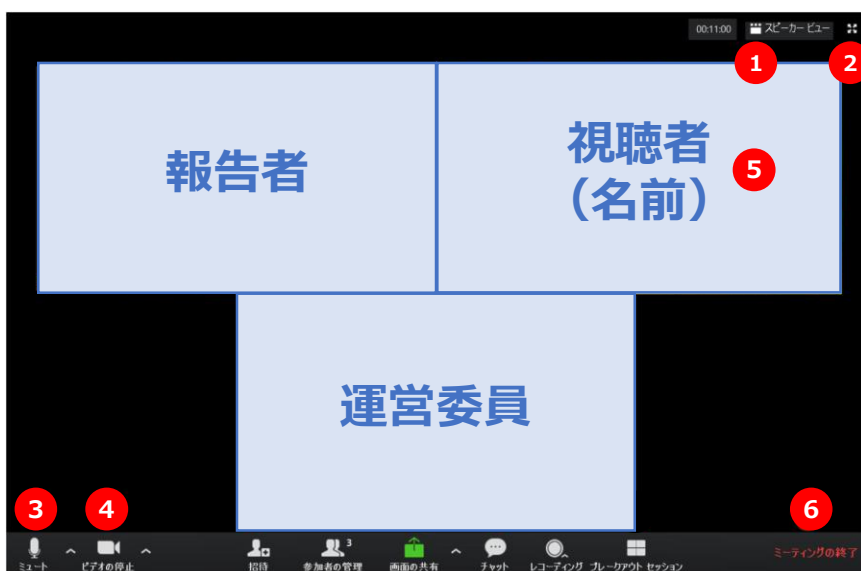 00:11:00 スピーカー ビュー
1 2
報告者
視聴者
(名前)
5
運営委員
3 4 6
ミュート ビデオの停止 招待 参加者の管理 3 画面の共有 チャット レコーディング ブレークアウト セッション ミーティングの終了